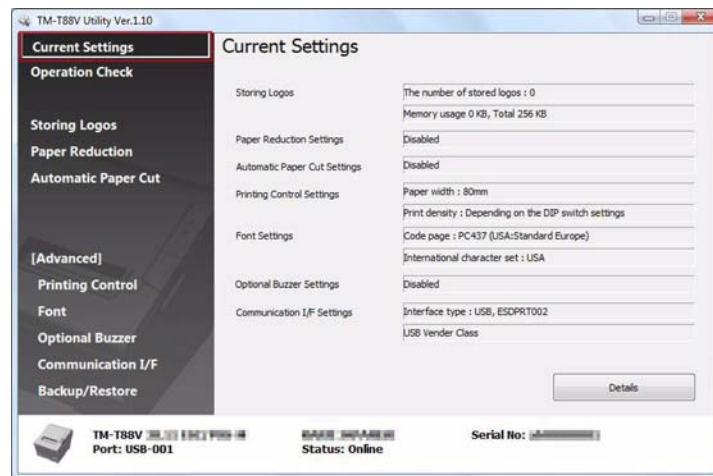 TM-T88V Utility Ver.1.10
Current Settings
Operation Check
Storing Logos
Paper Reduction
Automatic Paper Cut
[Advanced]
Printing Control
Font
Optional Buzzer
Communication I/F
Backup/Restore
Current Settings
Storing Logos
The number of stored logos : 0
Memory usage 0 KB, Total 256 KB
Paper Reduction Settings
Disabled
Automatic Paper Cut Settings
Disabled
Printing Control Settings
Paper width : 80mm
Print density : Depending on the DIP switch settings
Font Settings
Code page : PC437 (USA:Standard Europe)
International character set : USA
Optional Buzzer Settings
Disabled
Communication I/F Settings
Interface type : USB, ESDPRT002
USB Vender Class
Details
TM-T88V
Port: USB-001
Status: Online
Serial No: